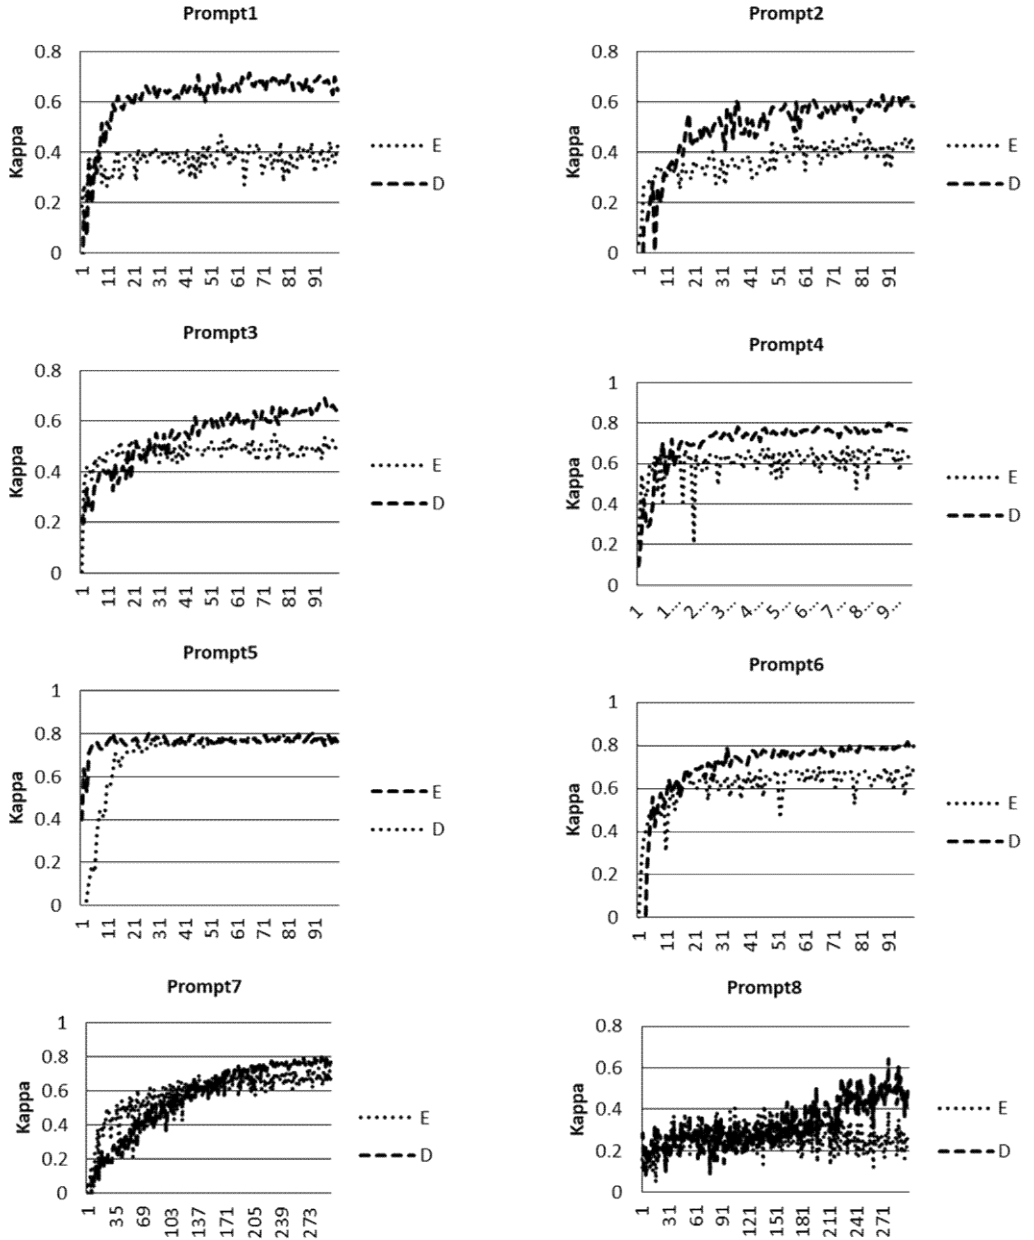 Prompt1
0.8
0.6
0.4
0.2
0
Kappa
1 11 21 31 41 51 61 71 81 91
E
D
Prompt2
0.8
0.6
0.4
0.2
0
Kappa
1 11 21 31 41 51 61 71 81 91
E
D
Prompt3
0.8
0.6
0.4
0.2
0
Kappa
1 11 21 31 41 51 61 71 81 91
E
D
Prompt4
1
0.8
0.6
0.4
0.2
0
Kappa
1 1… 2… 3… 4… 5… 6… 7… 8… 9…
E
D
Prompt5
1
0.8
0.6
0.4
0.2
0
Kappa
1 11 21 31 41 51 61 71 81 91
E
D
Prompt6
1
0.8
0.6
0.4
0.2
0
Kappa
1 11 21 31 41 51 61 71 81 91
E
D
Prompt7
1
0.8
0.6
0.4
0.2
0
Kappa
1 35 69 103 137 171 205 239 273
E
D
Prompt8
0.8
0.6
0.4
0.2
0
Kappa
1 31 61 91 121 151 181 211 241 271
E
D